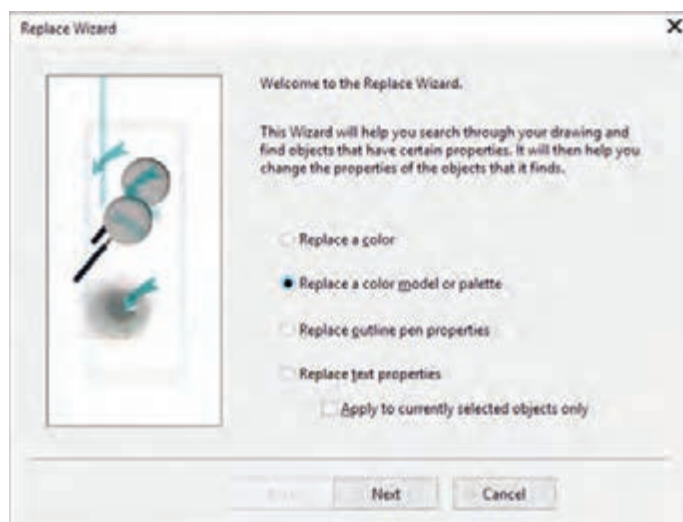 Replace Wizard
Welcome to the Replace Wizard.
This Wizard will help you search through your drawing and
find objects that have certain properties. It will then help you
change the properties of the objects that it finds.
Replace a color
Replace a color model or palette
Replace outline pen properties
Replace text properties
Apply to currently selected objects only
Next
Cancel